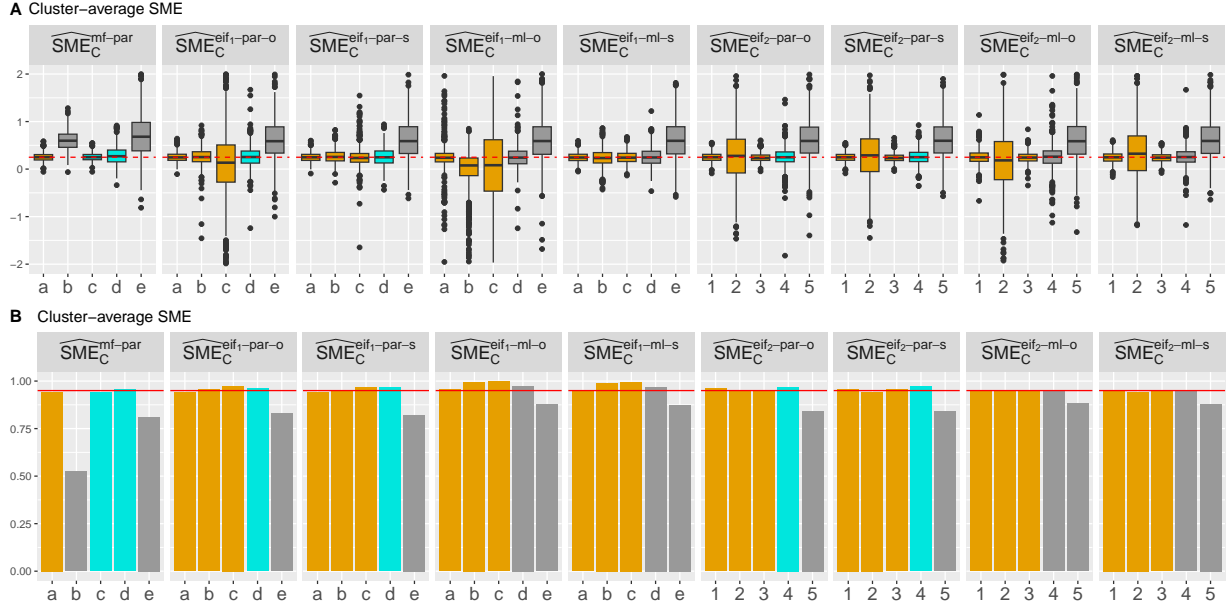 A Cluster−average SME
SME_C^mf−par SME_C^eif₁−par−o SME_C^eif₁−par−s SME_C^eif₁−ml−o SME_C^eif₁−ml−s SME_C^eif₂−par−o SME_C^eif₂−par−s SME_C^eif₂−ml−o SME_C^eif₂−ml−s
2
1
0
−1
−2
a b c d e a b c d e a b c d e a b c d e a b c d e 1 2 3 4 5 1 2 3 4 5 1 2 3 4 5 1 2 3 4 5
B Cluster−average SME
SME_C^mf−par SME_C^eif₁−par−o SME_C^eif₁−par−s SME_C^eif₁−ml−o SME_C^eif₁−ml−s SME_C^eif₂−par−o SME_C^eif₂−par−s SME_C^eif₂−ml−o SME_C^eif₂−ml−s
1.00
0.75
0.50
0.25
0.00
a b c d e a b c d e a b c d e a b c d e a b c d e 1 2 3 4 5 1 2 3 4 5 1 2 3 4 5 1 2 3 4 5